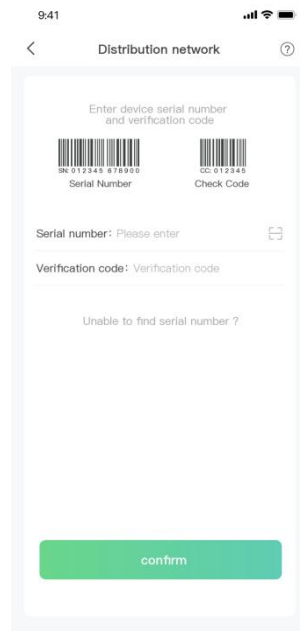 9:41
Distribution network
Enter device serial number
and verification code
SN: 012345 678900
CC: 012345
Serial Number
Check Code
Serial number: Please enter
Verification code: Verification code
Unable to find serial number ?
confirm